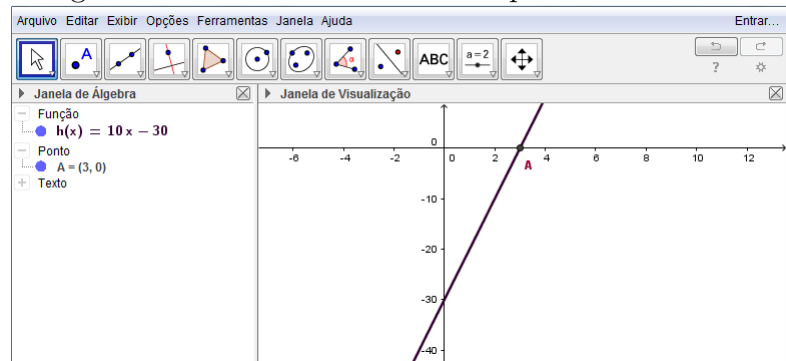 Arquivo Editar Exibir Opções Ferramentas Janela Ajuda Entrar...
A α ABC a=2 ?
Janela de Álgebra
Função
h(x) = 10 x − 30
Ponto
A = (3, 0)
Texto
Janela de Visualização
0
-6 -4 -2 0 2 4 6 8 10 12
A
-10
-20
-30
-40